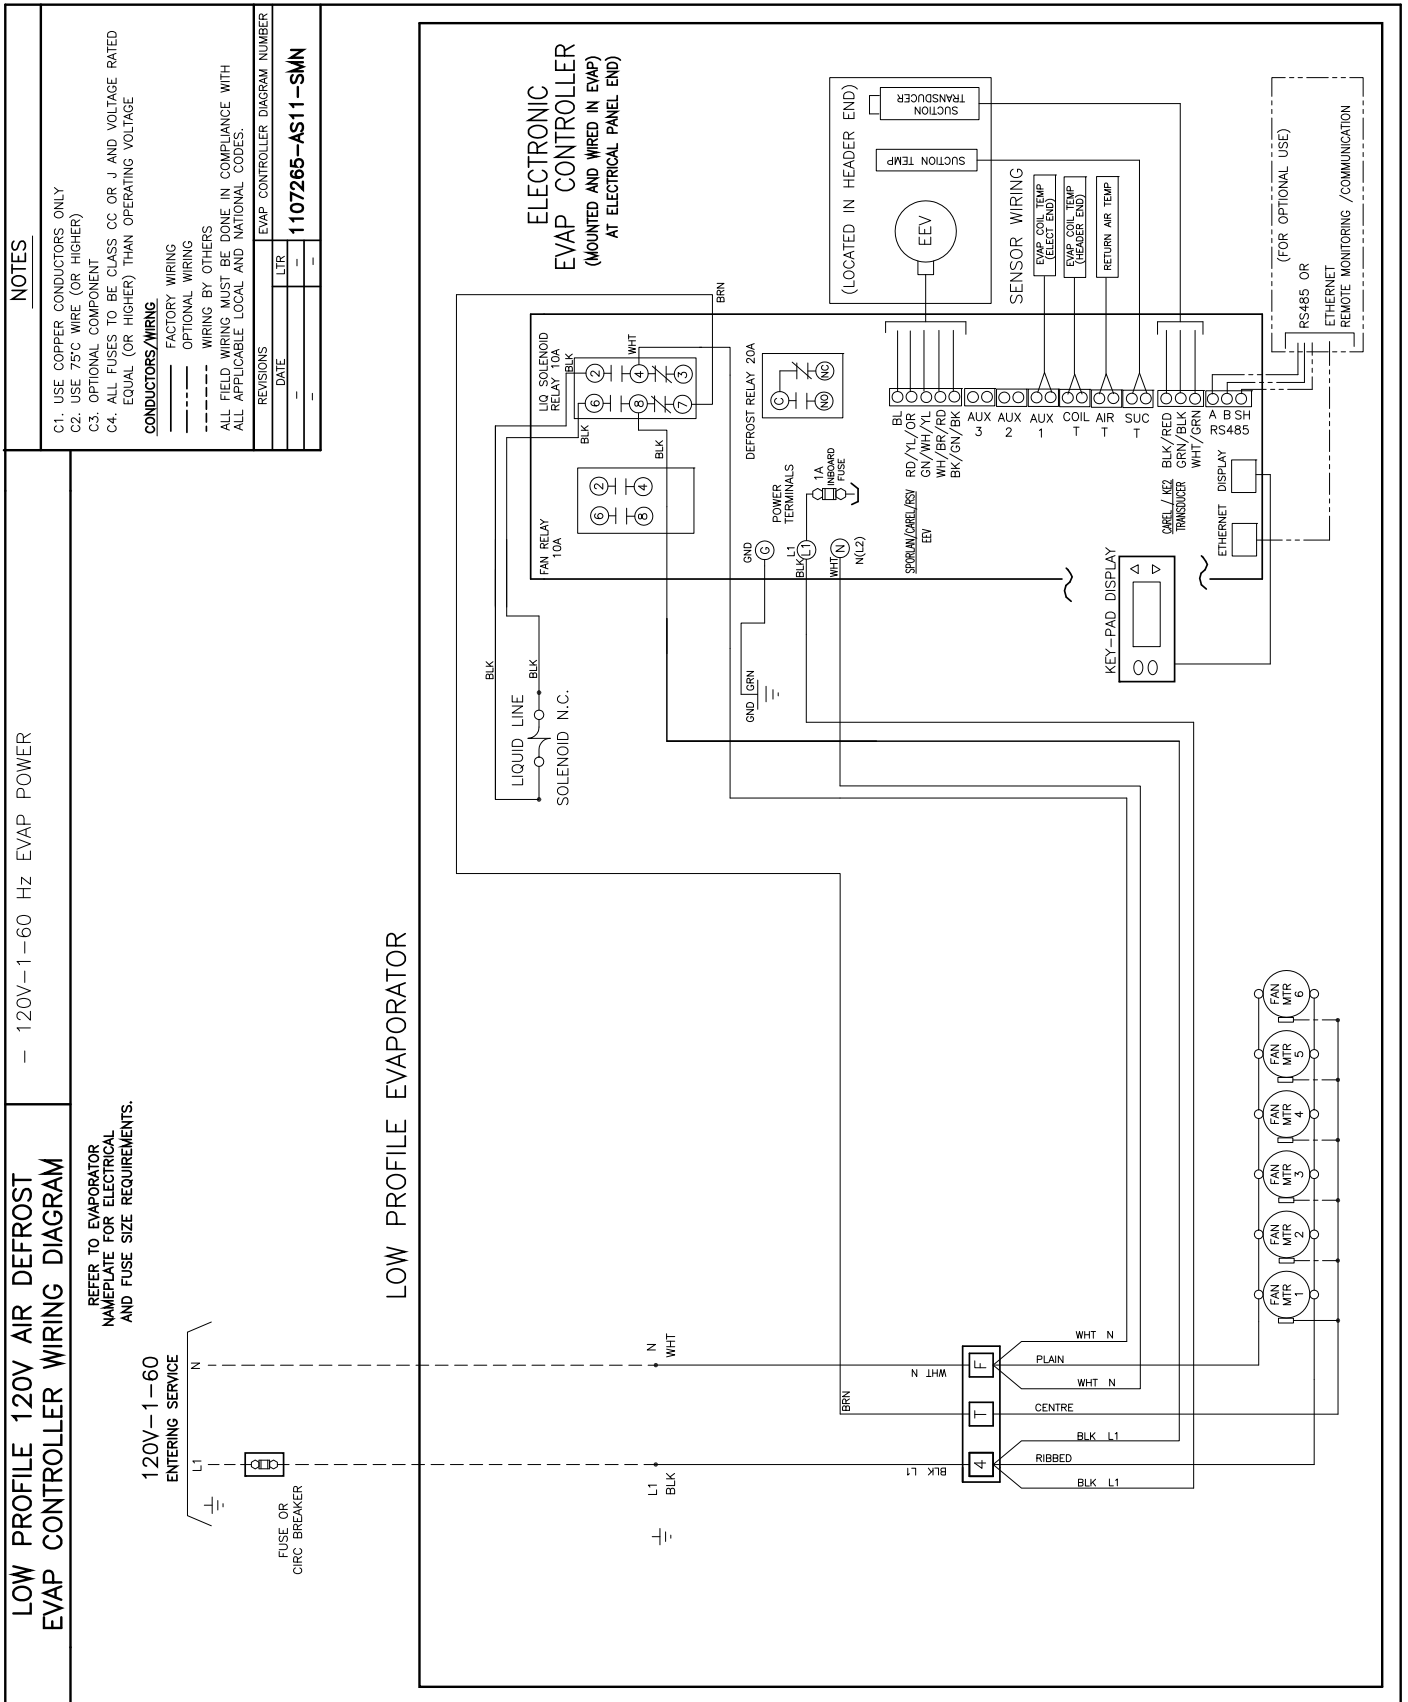 LOW PROFILE 120V AIR DEFROST
EVAP CONTROLLER WIRING DIAGRAM
- 120V-1-60 Hz EVAP POWER
NOTES
C1. USE COPPER CONDUCTORS ONLY
C2. USE 75°C WIRE (OR HIGHER)
C3. OPTIONAL COMPONENT
C4. ALL FUSES TO BE CLASS CC OR J AND VOLTAGE RATED
EQUAL (OR HIGHER) THAN OPERATING VOLTAGE
CONDUCTORS/WIRNG
FACTORY WIRING
OPTIONAL WIRING
WIRING BY OTHERS
ALL FIELD WIRING MUST BE DONE IN COMPLIANCE WITH
ALL APPLICABLE LOCAL AND NATIONAL CODES.
REVISIONS
EVAP CONTROLLER DIAGRAM NUMBER
DATE
LTR
1107265-AS11-SMN
-
-
-
-
REFER TO EVAPORATOR
NAMEPLATE FOR ELECTRICAL
AND FUSE SIZE REQUIREMENTS.
120V-1-60
ENTERING SERVICE
L1
N
FUSE OR
CIRC BREAKER
LOW PROFILE EVAPORATOR
ELECTRONIC
EVAP CONTROLLER
(MOUNTED AND WIRED IN EVAP)
AT ELECTRICAL PANEL END)
L1
BLK
N
WHT
BLK L1
WHT N
BRN
4
T
F
WHT N
PLAIN
WHT N
CENTRE
BLK L1
RIBBED
BLK L1
FAN
MTR
1
FAN
MTR
2
FAN
MTR
3
FAN
MTR
4
FAN
MTR
5
FAN
MTR
6
BLK
BLK
LIQUID LINE
SOLENOID N.C.
BRN
FAN RELAY
10A
6
2
8
4
LIQ SOLENOID
RELAY 10A
BLK
BLK
BLK
WHT
2
4
3
6
8
7
DEFROST RELAY 20A
C
NO
NC
POWER
TERMINALS
1A
INBOARD
FUSE
GND
G
L1
L1
BLK
N
WHT
N(L2)
GND
GRN
(LOCATED IN HEADER END)
EEV
SUCTION TEMP
SUCTION
TRANSDUCER
SENSOR WIRING
EVAP COIL TEMP
(ELECT END)
EVAP COIL TEMP
(HEADER END)
RETURN AIR TEMP
SPORLAN/CAREL/RSV
EEV
BL
RD/YL/OR
GN/WH/YL
WH/BR/RD
BK/GN/BK
AUX
3
AUX
2
AUX
1
COIL
T
AIR
T
SUC
T
CAREL / KE2
TRANSDUCER
BLK/RED
GRN/BLK
WHT/GRN
A B SH
RS485
ETHERNET
DISPLAY
KEY-PAD DISPLAY
(FOR OPTIONAL USE)
RS485 OR
ETHERNET
REMOTE MONITORING /COMMUNICATION